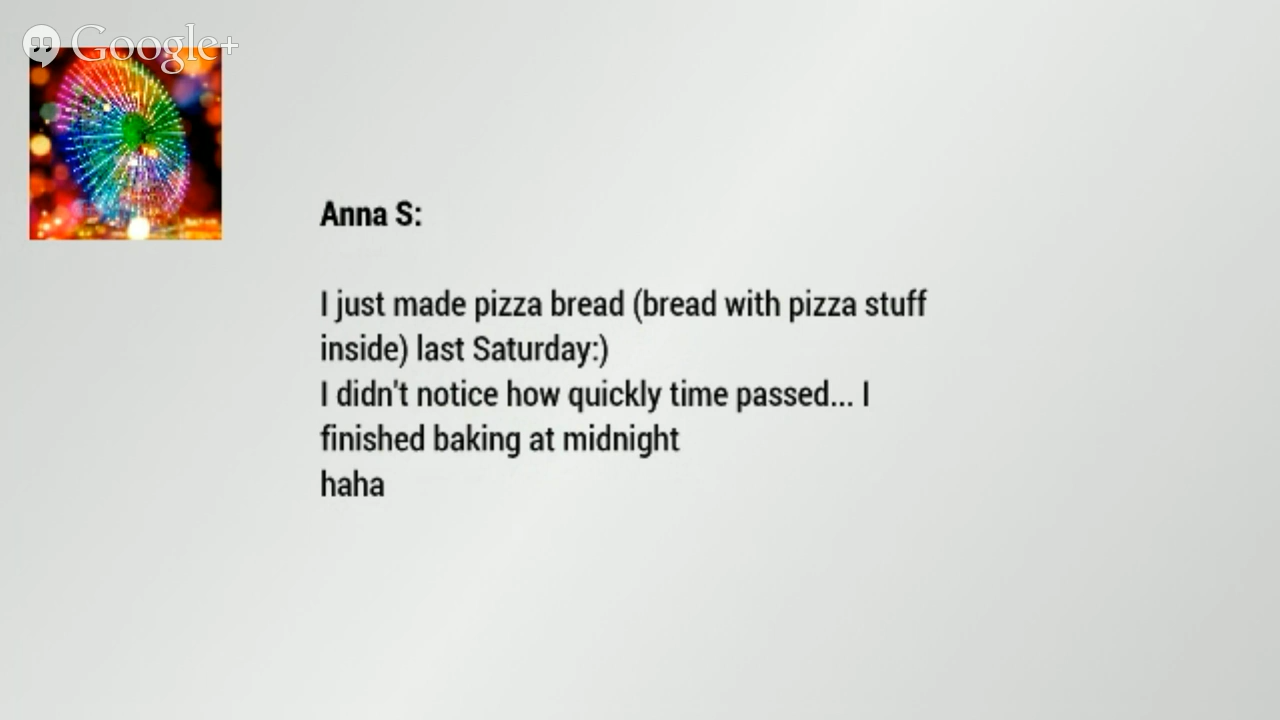 Google+
Anna S:
I just made pizza bread (bread with pizza stuff
inside) last Saturday:)
I didn't notice how quickly time passed... I
finished baking at midnight
haha